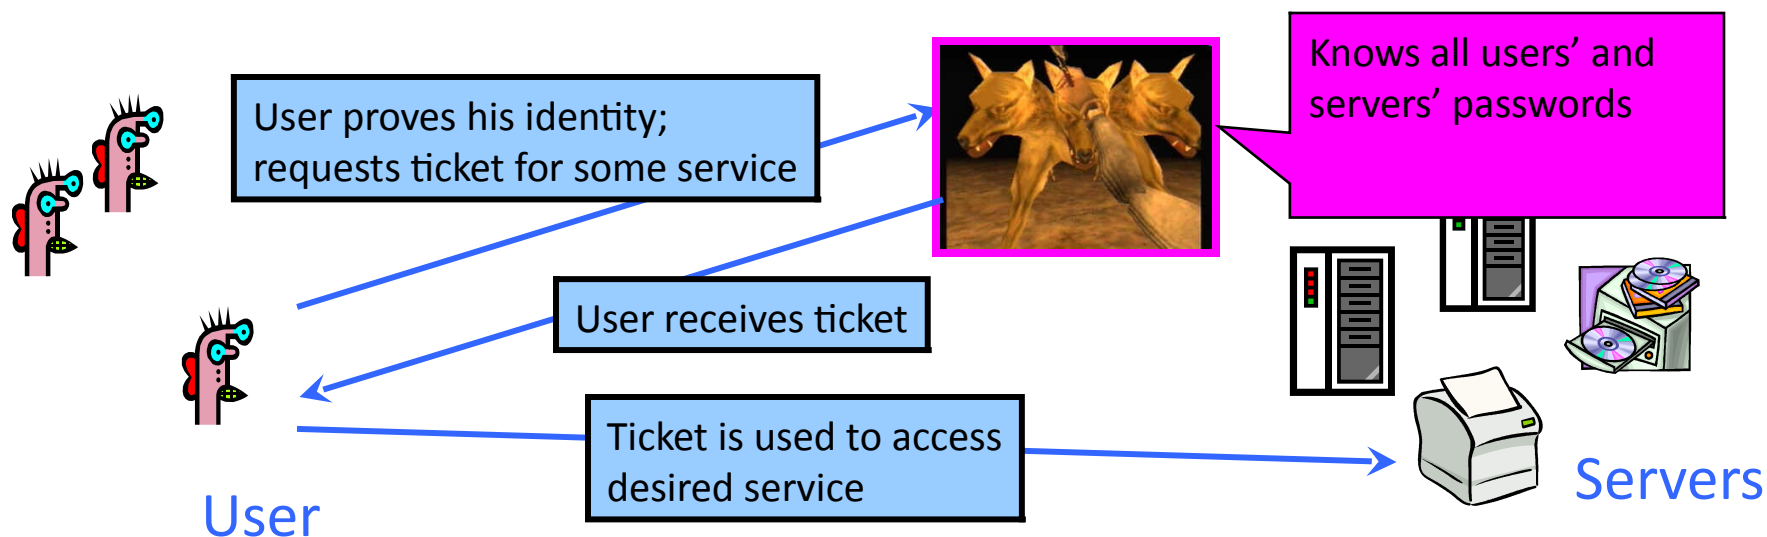 User proves his identity;
requests ticket for some service
Knows all users’ and
servers’ passwords
User receives ticket
Ticket is used to access
desired service
User
Servers